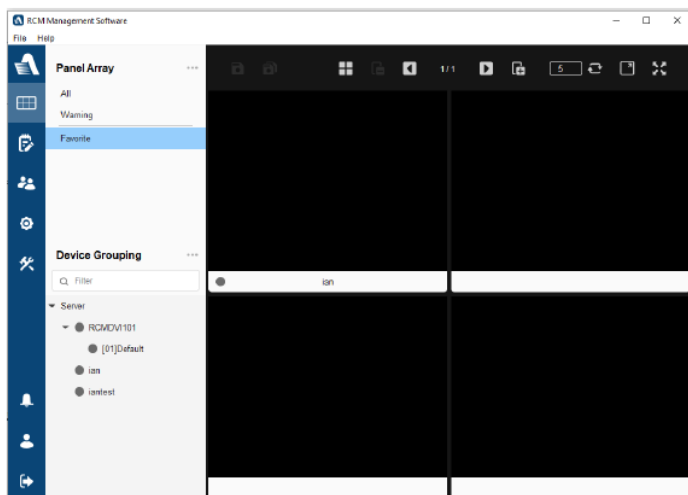 RCM Management Software
File Help
Panel Array
All
Warning
Favorite
1/1
5
Device Grouping
Filter
Server
RCMDVI101
[01]Default
ian
iantest
ian